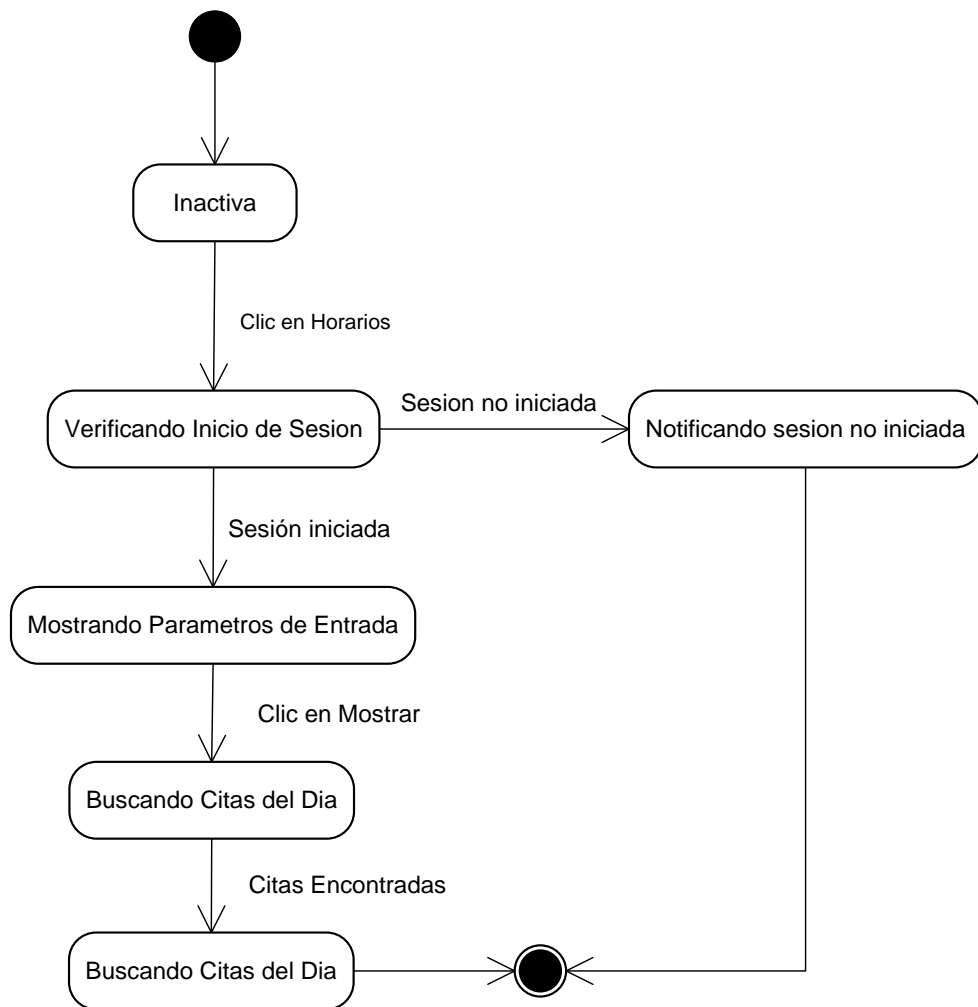 Inactiva
Clic en Horarios
Sesion no iniciada
Verificando Inicio de Sesion
Notificando sesion no iniciada
Sesión iniciada
Mostrando Parametros de Entrada
Clic en Mostrar
Buscando Citas del Dia
Citas Encontradas
Buscando Citas del Dia